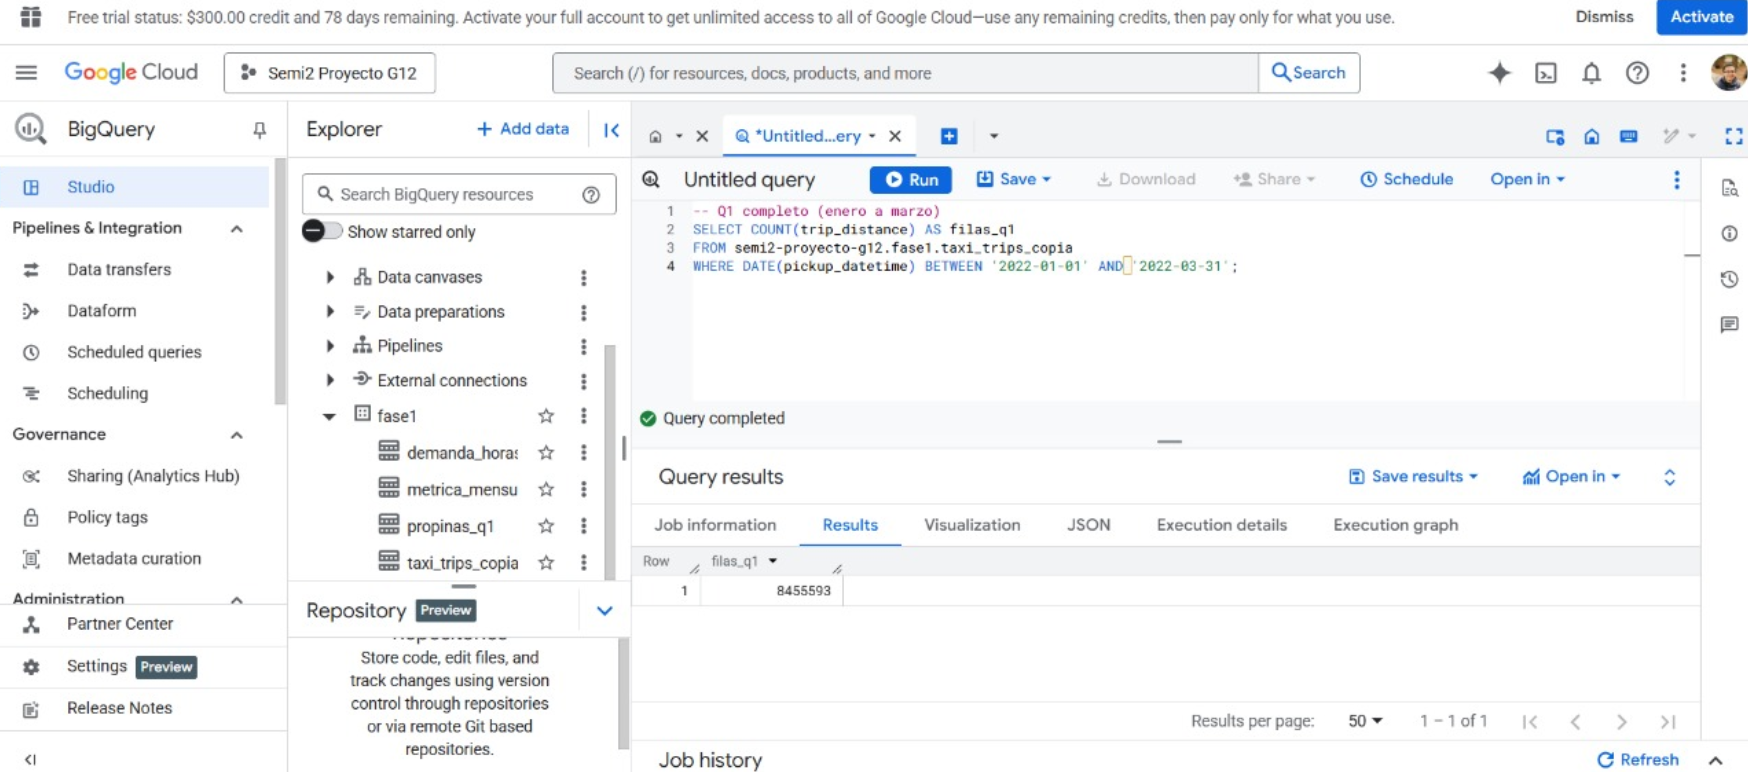 Free trial status: $300.00 credit and 78 days remaining. Activate your full account to get unlimited access to all of Google Cloud—use any remaining credits, then pay only for what you use.
Dismiss
Activate
Google Cloud
Semi2 Proyecto G12
Search (/) for resources, docs, products, and more
Search
BigQuery
Studio
Pipelines & Integration
Data transfers
Dataform
Scheduled queries
Scheduling
Governance
Sharing (Analytics Hub)
Policy tags
Metadata curation
Administration
Partner Center
Settings Preview
Release Notes
Explorer
+ Add data
Search BigQuery resources
Show starred only
Data canvases
Data preparations
Pipelines
External connections
fase1
demanda_horas
metrica_mensu
propinas_q1
taxi_trips_copia
Repository Preview
Repositories
Store code, edit files, and
track changes using version
control through repositories
or via remote Git based
repositories.
*Untitled...ery
Untitled query
Run
Save
Download
Share
Schedule
Open in
1 -- Q1 completo (enero a marzo)
2 SELECT COUNT(trip_distance) AS filas_q1
3 FROM semi2-proyecto-g12.fase1.taxi_trips_copia
4 WHERE DATE(pickup_datetime) BETWEEN '2022-01-01' AND '2022-03-31';
Query completed
Query results
Save results
Open in
Job information
Results
Visualization
JSON
Execution details
Execution graph
Row filas_q1
1 8455593
Results per page: 50 1 – 1 of 1
Job history
Refresh